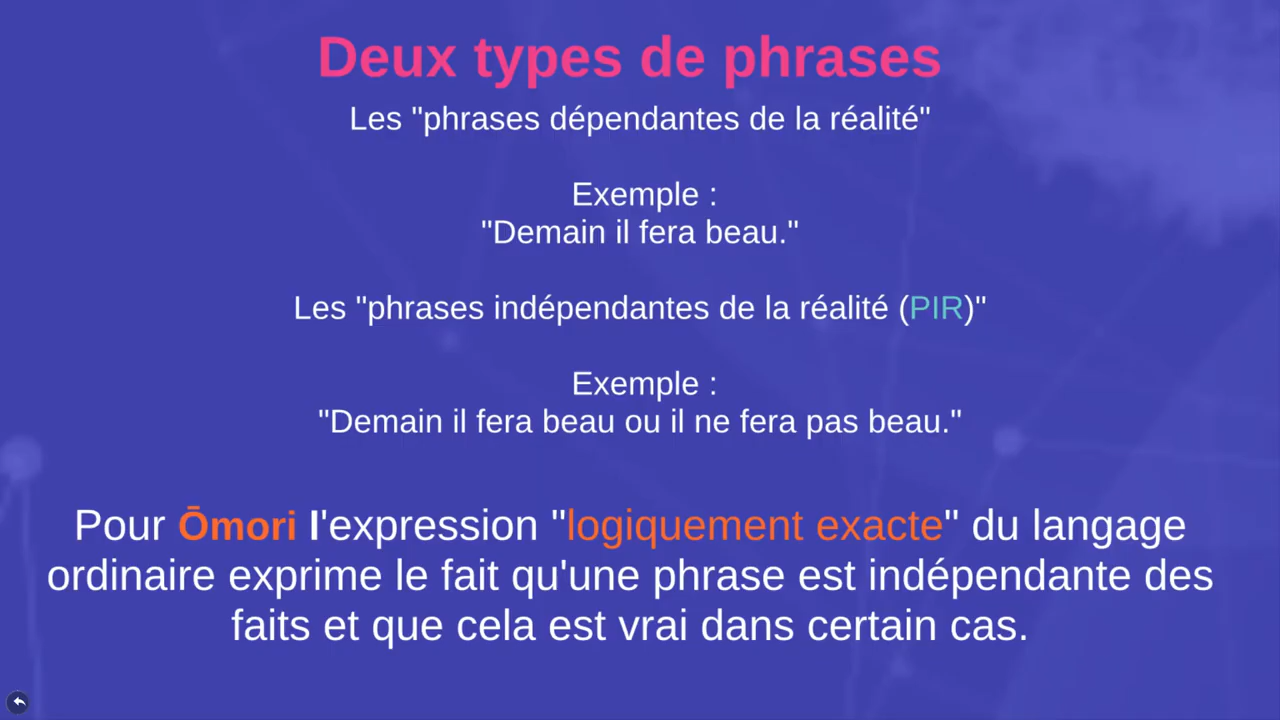 Deux types de phrases
Les "phrases dépendantes de la réalité"
Exemple :
"Demain il fera beau."
Les "phrases indépendantes de la réalité (PIR)"
Exemple :
"Demain il fera beau ou il ne fera pas beau."
Pour Ōmori l'expression "logiquement exacte" du langage
ordinaire exprime le fait qu'une phrase est indépendante des
faits et que cela est vrai dans certain cas.